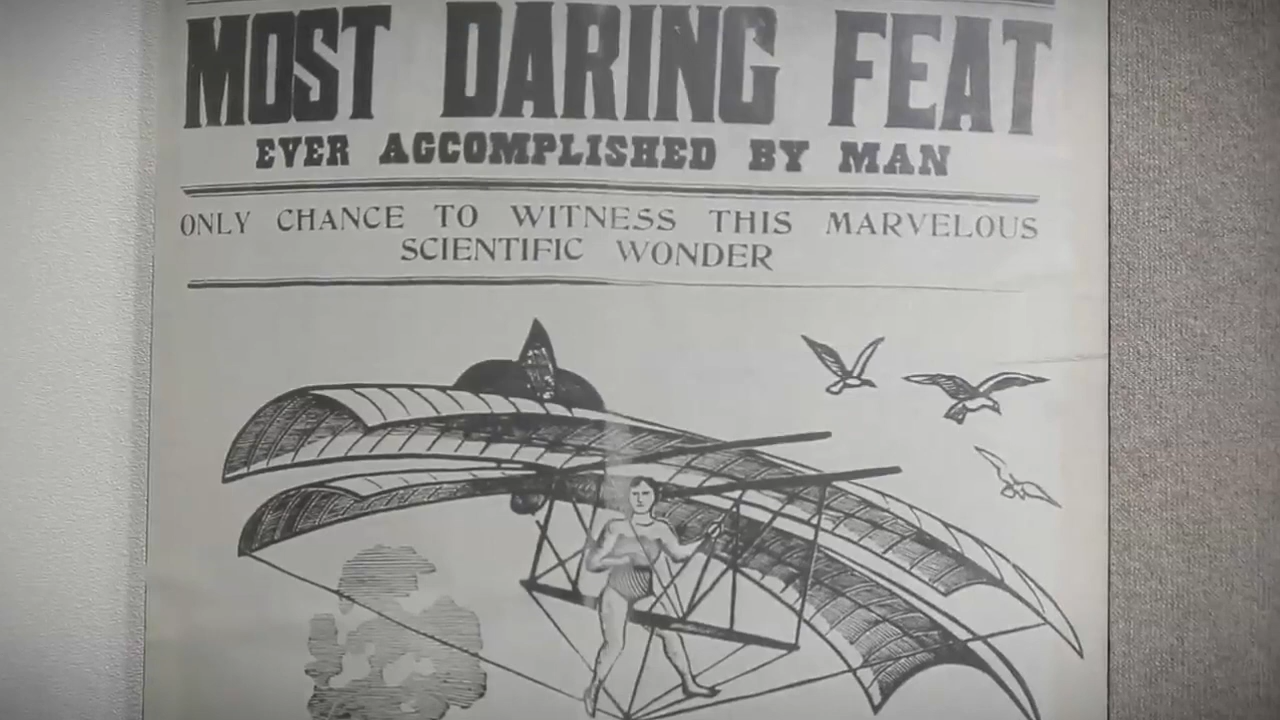 MOST DARING FEAT
EVER ACCOMPLISHED BY MAN
ONLY CHANCE TO WITNESS THIS MARVELOUS
SCIENTIFIC WONDER